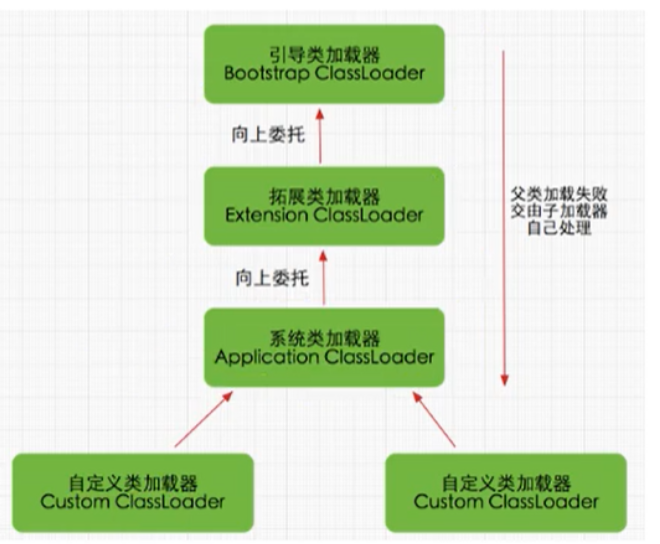 引导类加载器
Bootstrap ClassLoader
向上委托
拓展类加载器
Extension ClassLoader
父类加载失败
交由子加载器
自己处理
向上委托
系统类加载器
Application ClassLoader
自定义类加载器
Custom ClassLoader
自定义类加载器
Custom ClassLoader